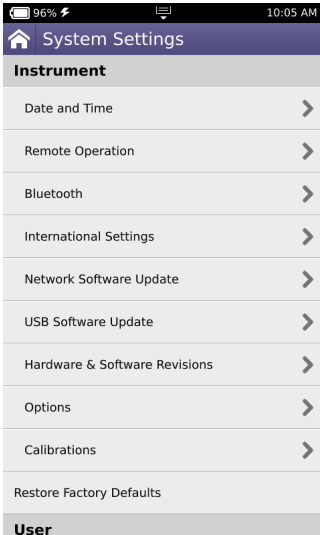 96%
10:05 AM
System Settings
Instrument
Date and Time
Remote Operation
Bluetooth
International Settings
Network Software Update
USB Software Update
Hardware & Software Revisions
Options
Calibrations
Restore Factory Defaults
User